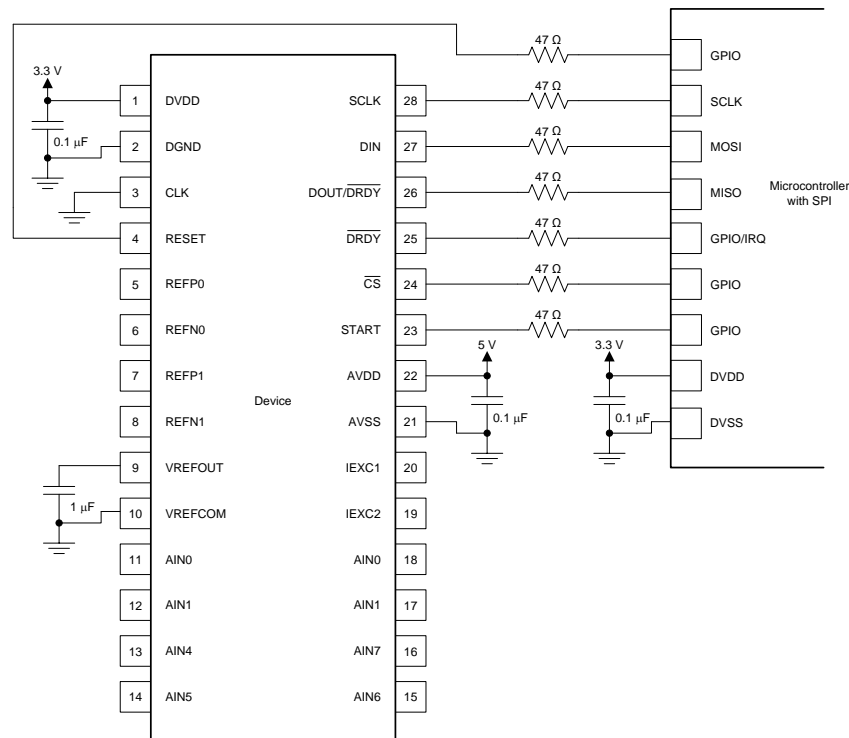 47 Ω
GPIO
3.3 V
47 Ω
1 DVDD SCLK 28 SCLK
0.1 μF
47 Ω
2 DGND DIN 27 MOSI
47 Ω
3 CLK DOUT/DRDY 26 MISO
Microcontroller
with SPI
47 Ω
4 RESET DRDY 25 GPIO/IRQ
47 Ω
5 REFP0 CS 24 GPIO
47 Ω
6 REFN0 START 23 GPIO
5 V 3.3 V
7 REFP1 AVDD 22 DVDD
Device
0.1 μF 0.1 μF
8 REFN1 AVSS 21 DVSS
9 VREFOUT IEXC1 20
1 μF
10 VREFCOM IEXC2 19
11 AIN0 AIN0 18
12 AIN1 AIN1 17
13 AIN4 AIN7 16
14 AIN5 AIN6 15